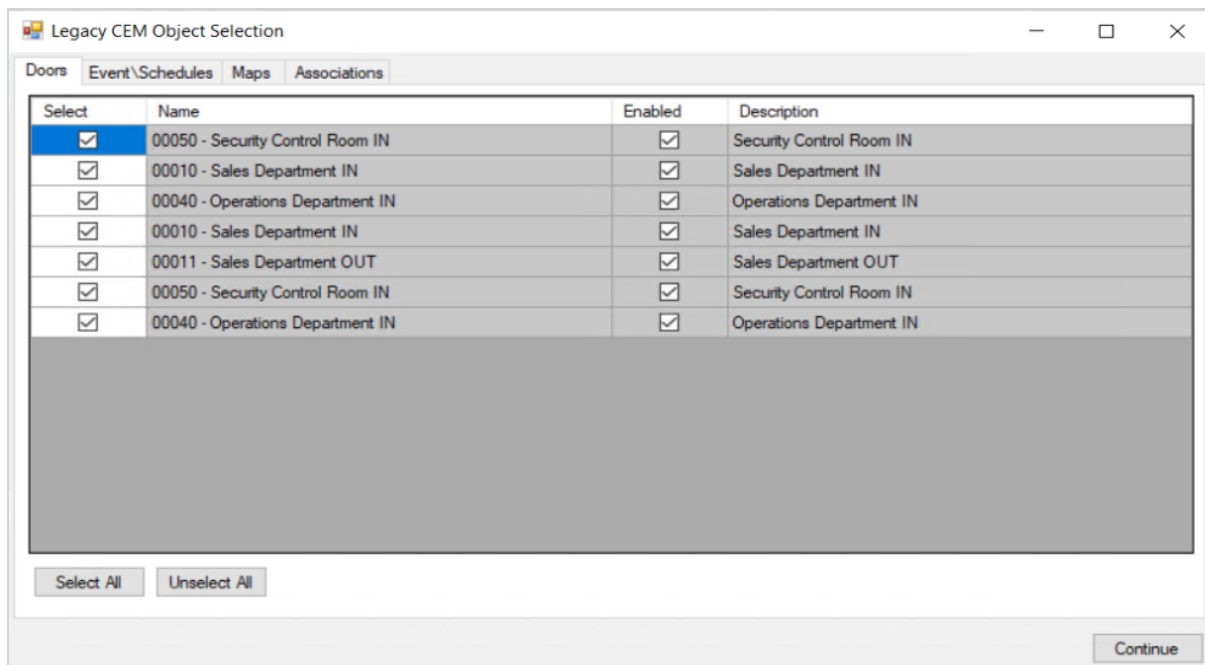 Legacy CEM Object Selection
Doors Event\Schedules Maps Associations
Select Name Enabled Description
00050 - Security Control Room IN Security Control Room IN
00010 - Sales Department IN Sales Department IN
00040 - Operations Department IN Operations Department IN
00010 - Sales Department IN Sales Department IN
00011 - Sales Department OUT Sales Department OUT
00050 - Security Control Room IN Security Control Room IN
00040 - Operations Department IN Operations Department IN
Select All Unselect All
Continue